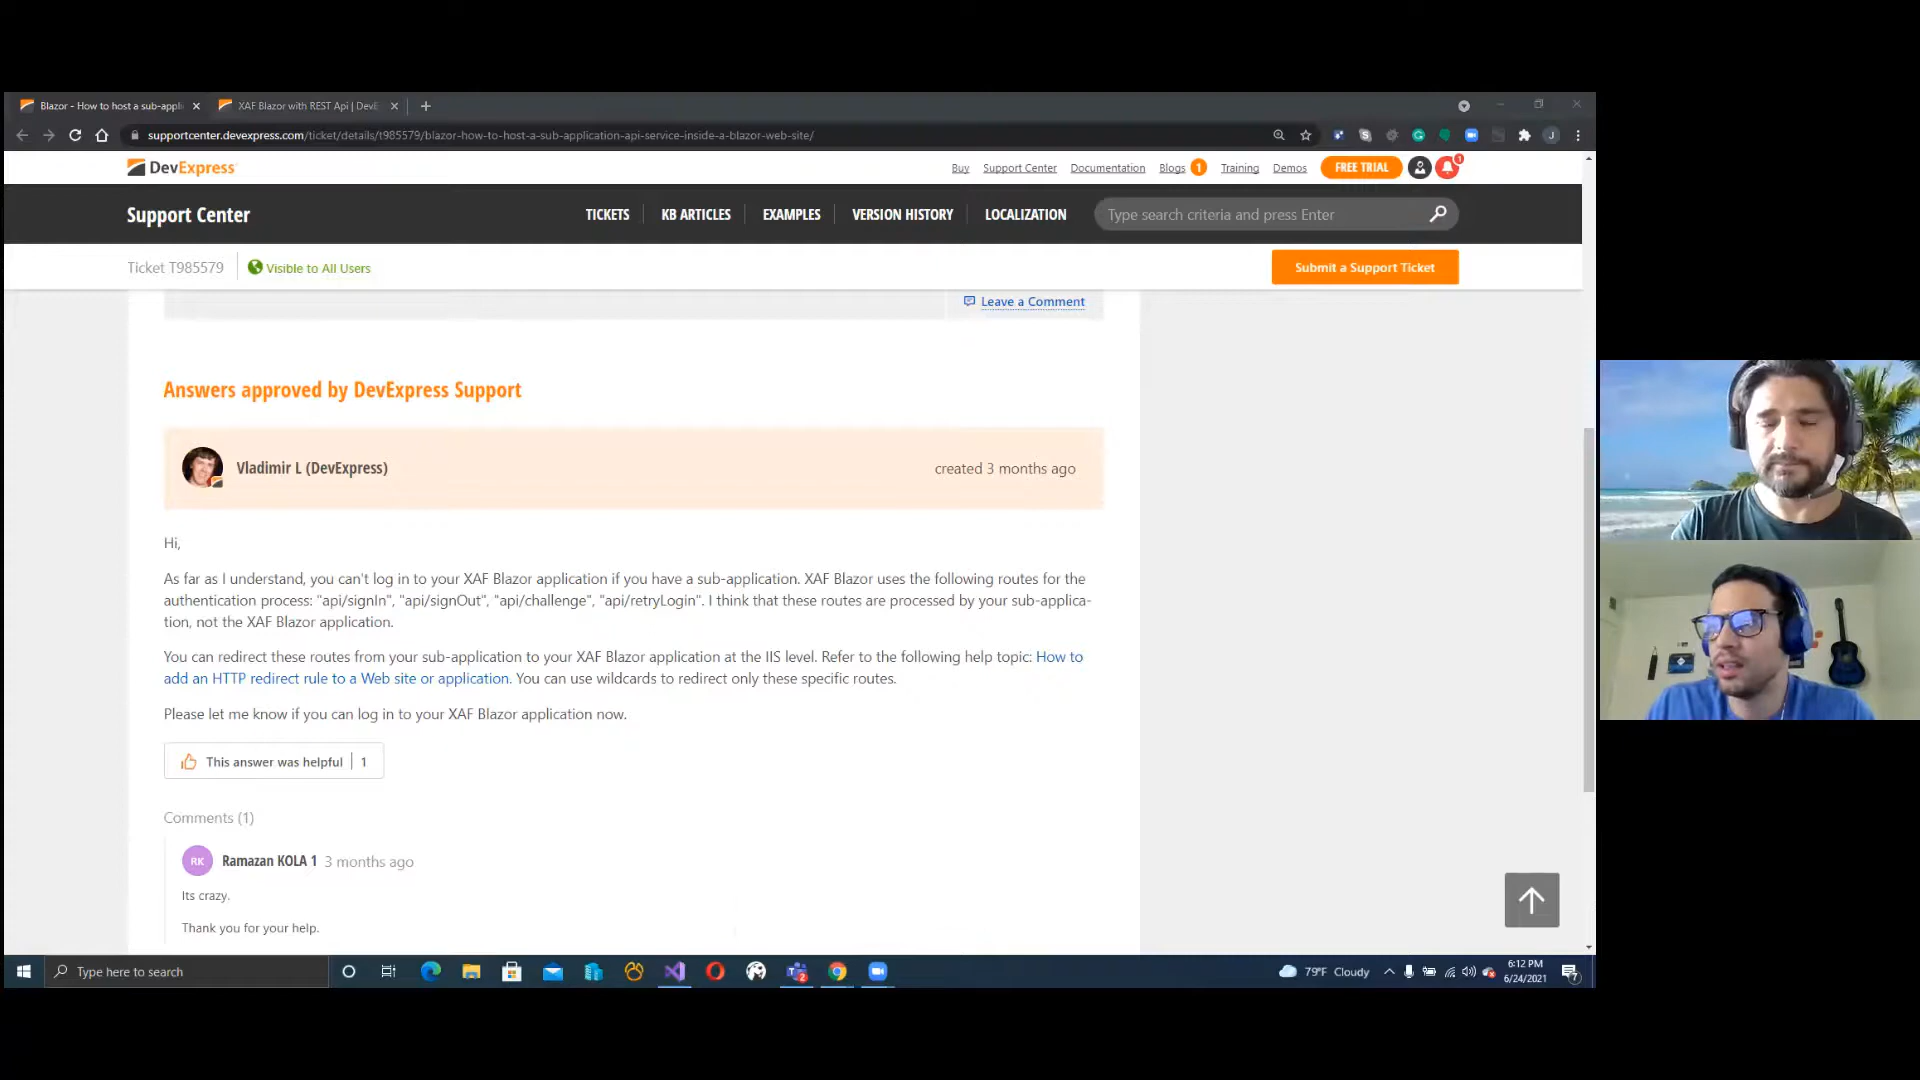 Blazor - How to host a sub-appli
XAF Blazor with REST Api | DevE
supportcenter.devexpress.com/ticket/details/t985579/blazor-how-to-host-a-sub-application-api-service-inside-a-blazor-web-site/
DevExpress
Buy
Support Center
Documentation
Blogs
1
Training
Demos
FREE TRIAL
1
Support Center
TICKETS
KB ARTICLES
EXAMPLES
VERSION HISTORY
LOCALIZATION
Type search criteria and press Enter
Ticket T985579
Visible to All Users
Submit a Support Ticket
Leave a Comment
Answers approved by DevExpress Support
Vladimir L (DevExpress)
created 3 months ago
Hi,
As far as I understand, you can't log in to your XAF Blazor application if you have a sub-application. XAF Blazor uses the following routes for the
authentication process: "api/signIn", "api/signOut", "api/challenge", "api/retryLogin". I think that these routes are processed by your sub-applica-
tion, not the XAF Blazor application.
You can redirect these routes from your sub-application to your XAF Blazor application at the IIS level. Refer to the following help topic: How to
add an HTTP redirect rule to a Web site or application. You can use wildcards to redirect only these specific routes.
Please let me know if you can log in to your XAF Blazor application now.
This answer was helpful | 1
Comments (1)
RK
Ramazan KOLA 1 3 months ago
Its crazy.
Thank you for your help.
Type here to search
79°F Cloudy
6:12 PM
6/24/2021